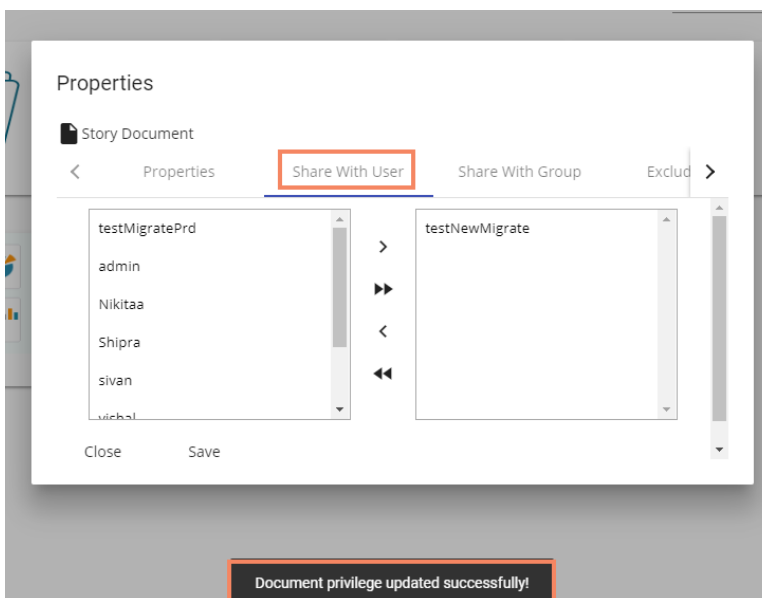 Properties
Story Document
Properties Share With User Share With Group Exclud
testMigratePrd
admin
Nikitaa
Shipra
sivan
vishal
testNewMigrate
Close Save
Document privilege updated successfully!